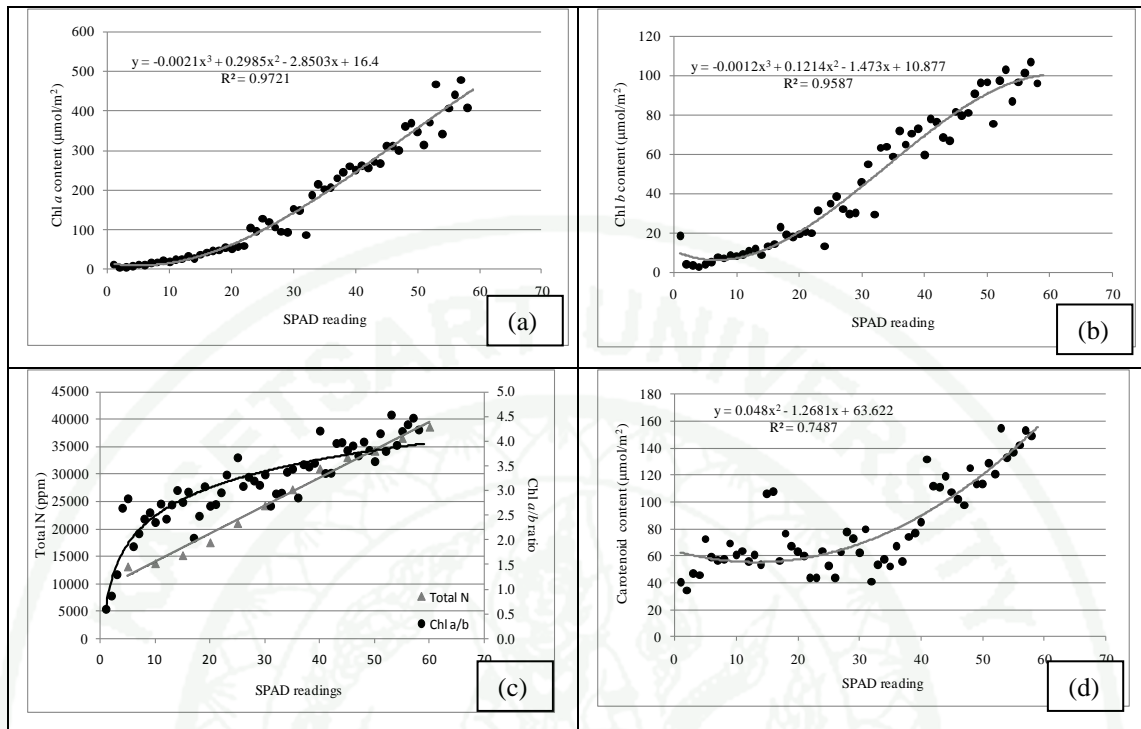 600
500
400
300
200
100
0
Chl a content (µmol/m²)
y = -0.0021x³ + 0.2985x² - 2.8503x + 16.4
R² = 0.9721
0 10 20 30 40 50 60 70
SPAD reading
(a)
120
100
80
60
40
20
0
Chl b content (µmol/m²)
y = -0.0012x³ + 0.1214x² - 1.473x + 10.877
R² = 0.9587
0 10 20 30 40 50 60 70
SPAD reading
(b)
45000
40000
35000
30000
25000
20000
15000
10000
5000
0
Total N (ppm)
5.0
4.5
4.0
3.5
3.0
2.5
2.0
1.5
1.0
0.5
0.0
Chl a/b ratio
Total N
Chl a/b
0 10 20 30 40 50 60 70
SPAD readings
(c)
180
160
140
120
100
80
60
40
20
0
Carotenoid content (µmol/m²)
y = 0.048x² - 1.2681x + 63.622
R² = 0.7487
0 10 20 30 40 50 60 70
SPAD reading
(d)
KASETSART UNIVERSITY